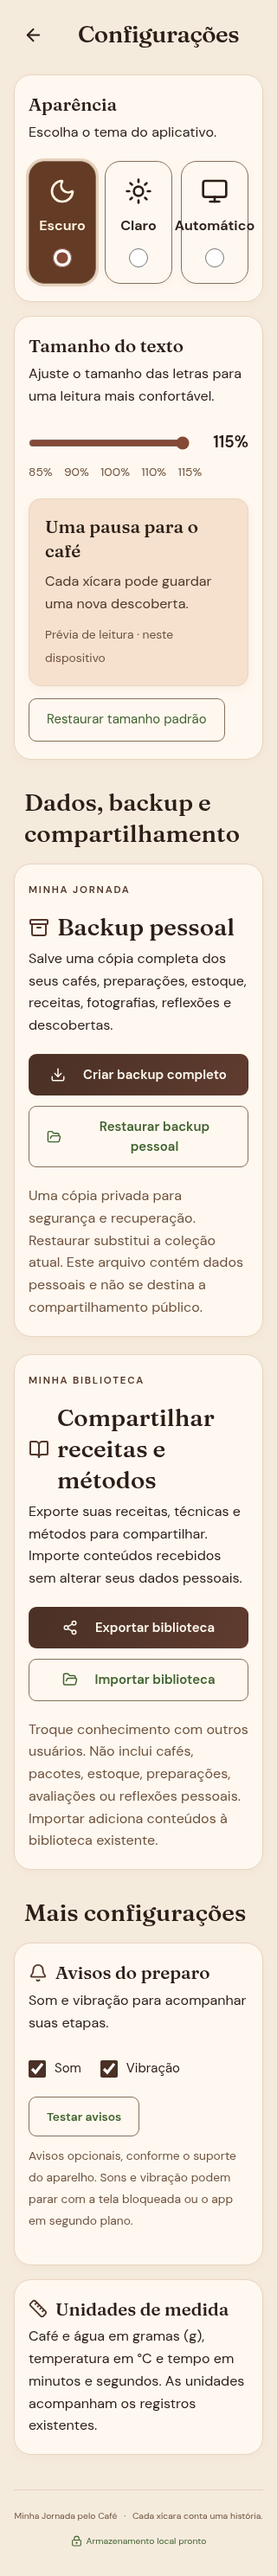 Configurações
Aparência
Escolha o tema do aplicativo.
Escuro Claro Automático
Tamanho do texto
Ajuste o tamanho das letras para
uma leitura mais confortável.
115%
85% 90% 100% 110% 115%
Uma pausa para o
café
Cada xícara pode guardar
uma nova descoberta.
Prévia de leitura · neste
dispositivo
Restaurar tamanho padrão
Dados, backup e
compartilhamento
MINHA JORNADA
Backup pessoal
Salve uma cópia completa dos
seus cafés, preparações, estoque,
receitas, fotografias, reflexões e
descobertas.
Criar backup completo
Restaurar backup
pessoal
Uma cópia privada para
segurança e recuperação.
Restaurar substitui a coleção
atual. Este arquivo contém dados
pessoais e não se destina a
compartilhamento público.
MINHA BIBLIOTECA
Compartilhar
receitas e
métodos
Exporte suas receitas, técnicas e
métodos para compartilhar.
Importe conteúdos recebidos
sem alterar seus dados pessoais.
Exportar biblioteca
Importar biblioteca
Troque conhecimento com outros
usuários. Não inclui cafés,
pacotes, estoque, preparações,
avaliações ou reflexões pessoais.
Importar adiciona conteúdos à
biblioteca existente.
Mais configurações
Avisos do preparo
Som e vibração para acompanhar
suas etapas.
Som Vibração
Testar avisos
Avisos opcionais, conforme o suporte
do aparelho. Sons e vibração podem
parar com a tela bloqueada ou o app
em segundo plano.
Unidades de medida
Café e água em gramas (g),
temperatura em °C e tempo em
minutos e segundos. As unidades
acompanham os registros
existentes.
Minha Jornada pelo Café · Cada xícara conta uma história.
Armazenamento local pronto